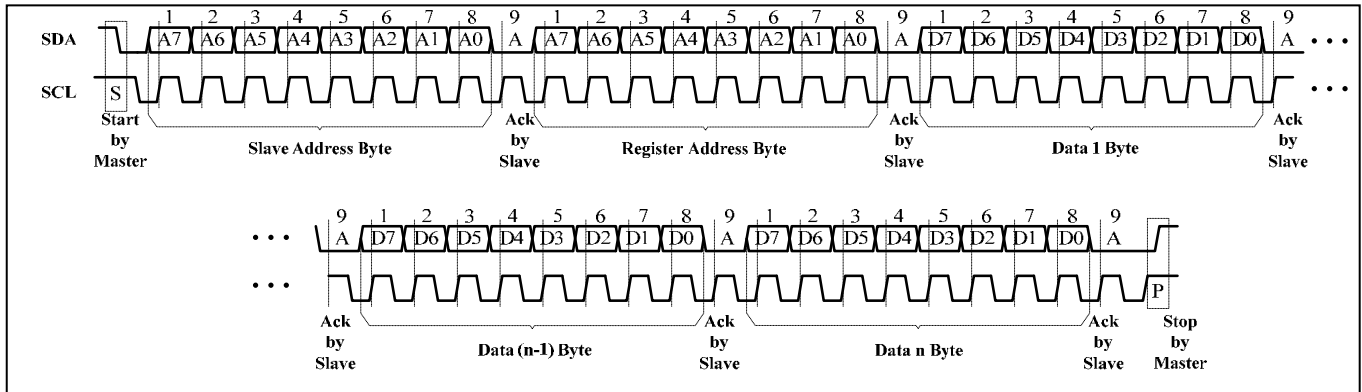 1 2 3 4 5 6 7 8 9 1 2 3 4 5 6 7 8 9 1 2 3 4 5 6 7 8 9
SDA A7 A6 A5 A4 A3 A2 A1 A0 A A7 A6 A5 A4 A3 A2 A1 A0 A D7 D6 D5 D4 D3 D2 D1 D0 A • • •
SCL S • • •
Start by Master
Slave Address Byte
Ack by Slave
Register Address Byte
Ack by Slave
Data 1 Byte
Ack by Slave
9 1 2 3 4 5 6 7 8 9 1 2 3 4 5 6 7 8 9
• • • A D7 D6 D5 D4 D3 D2 D1 D0 A D7 D6 D5 D4 D3 D2 D1 D0 A
• • • P
Ack by Slave
Data (n-1) Byte
Ack by Slave
Data n Byte
Ack by Slave
Stop by Master